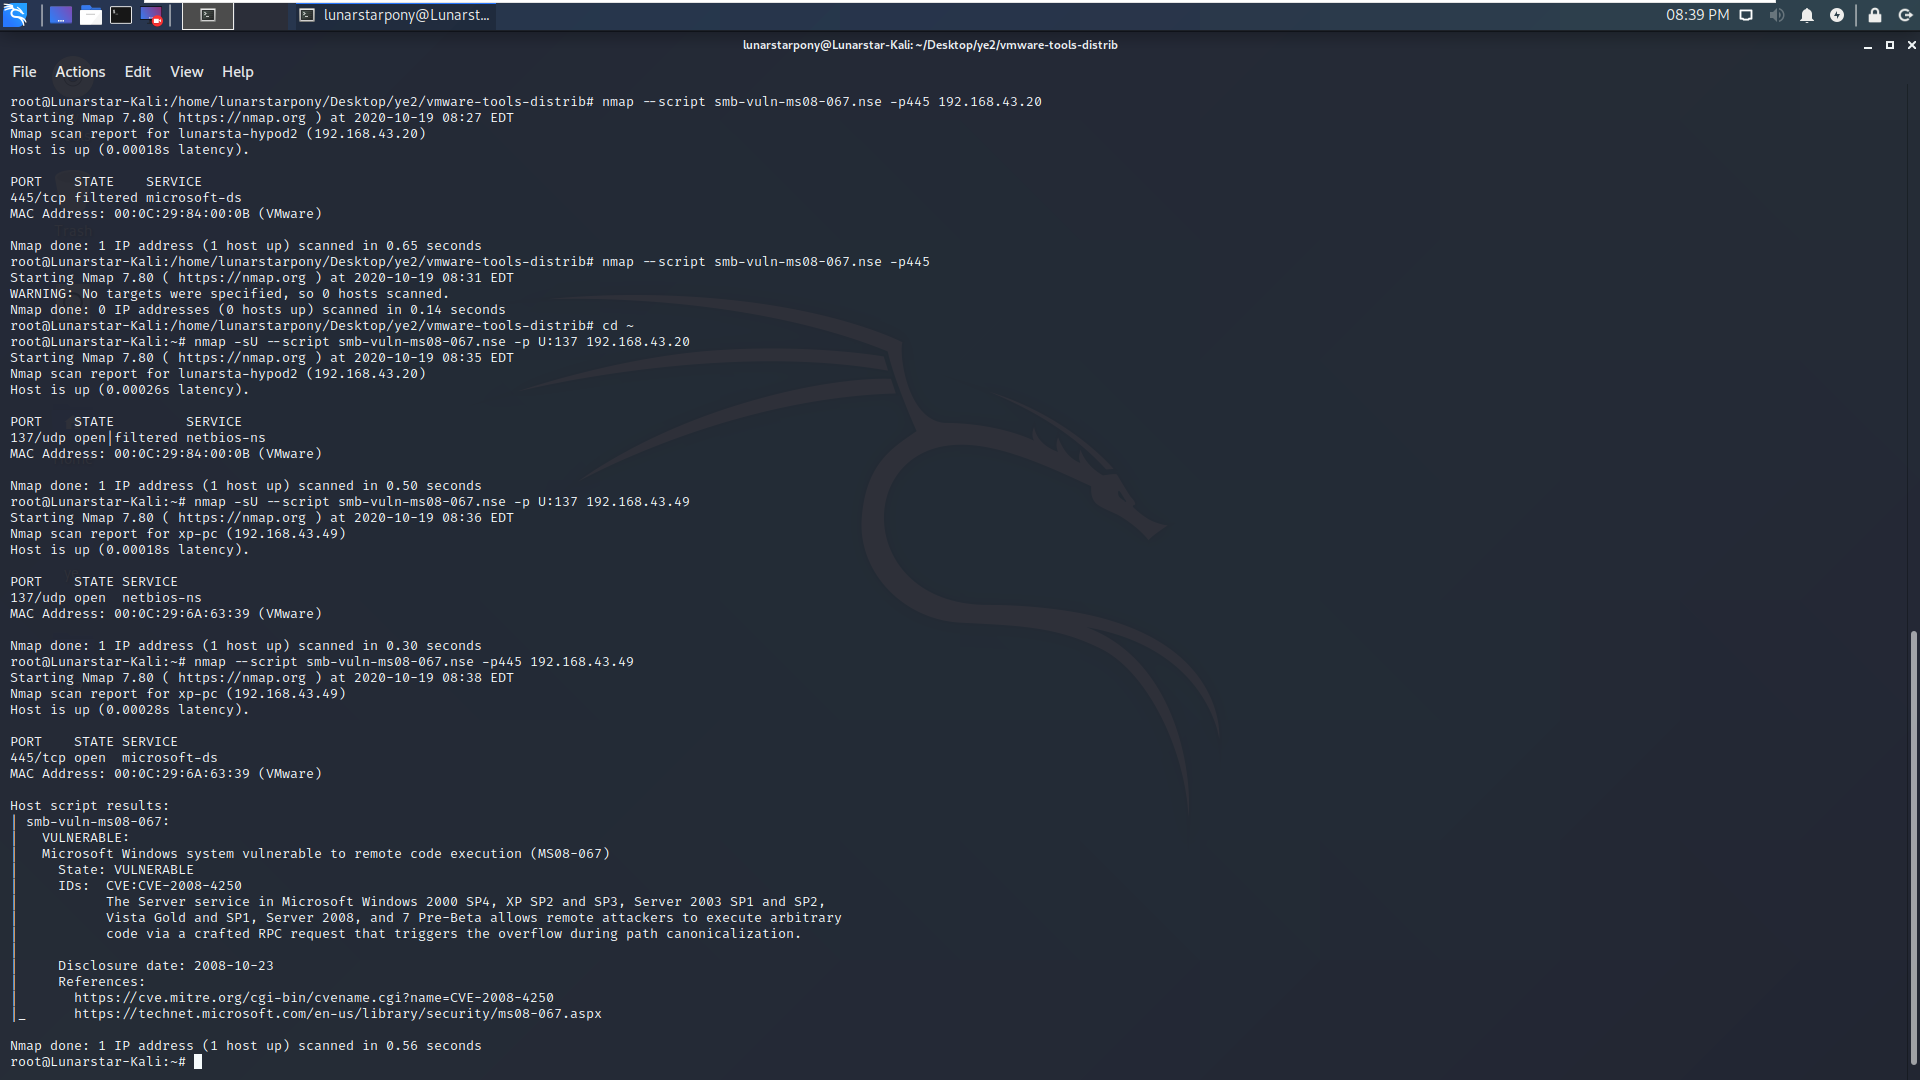 lunarstarpony@Lunarst...
08:39 PM
lunarstarpony@Lunarstar-Kali: ~/Desktop/ye2/vmware-tools-distrib
File Actions Edit View Help
root@Lunarstar-Kali:/home/lunarstarpony/Desktop/ye2/vmware-tools-distrib# nmap --script smb-vuln-ms08-067.nse -p445 192.168.43.20
Starting Nmap 7.80 ( https://nmap.org ) at 2020-10-19 08:27 EDT
Nmap scan report for lunarsta-hypod2 (192.168.43.20)
Host is up (0.00018s latency).
PORT    STATE    SERVICE
445/tcp filtered microsoft-ds
MAC Address: 00:0C:29:84:00:0B (VMware)
Nmap done: 1 IP address (1 host up) scanned in 0.65 seconds
root@Lunarstar-Kali:/home/lunarstarpony/Desktop/ye2/vmware-tools-distrib# nmap --script smb-vuln-ms08-067.nse -p445
Starting Nmap 7.80 ( https://nmap.org ) at 2020-10-19 08:31 EDT
WARNING: No targets were specified, so 0 hosts scanned.
Nmap done: 0 IP addresses (0 hosts up) scanned in 0.14 seconds
root@Lunarstar-Kali:/home/lunarstarpony/Desktop/ye2/vmware-tools-distrib# cd ~
root@Lunarstar-Kali:~# nmap -sU --script smb-vuln-ms08-067.nse -p U:137 192.168.43.20
Starting Nmap 7.80 ( https://nmap.org ) at 2020-10-19 08:35 EDT
Nmap scan report for lunarsta-hypod2 (192.168.43.20)
Host is up (0.00026s latency).
PORT    STATE         SERVICE
137/udp open|filtered netbios-ns
MAC Address: 00:0C:29:84:00:0B (VMware)
Nmap done: 1 IP address (1 host up) scanned in 0.50 seconds
root@Lunarstar-Kali:~# nmap -sU --script smb-vuln-ms08-067.nse -p U:137 192.168.43.49
Starting Nmap 7.80 ( https://nmap.org ) at 2020-10-19 08:36 EDT
Nmap scan report for xp-pc (192.168.43.49)
Host is up (0.00018s latency).
PORT    STATE SERVICE
137/udp open  netbios-ns
MAC Address: 00:0C:29:6A:63:39 (VMware)
Nmap done: 1 IP address (1 host up) scanned in 0.30 seconds
root@Lunarstar-Kali:~# nmap --script smb-vuln-ms08-067.nse -p445 192.168.43.49
Starting Nmap 7.80 ( https://nmap.org ) at 2020-10-19 08:38 EDT
Nmap scan report for xp-pc (192.168.43.49)
Host is up (0.00028s latency).
PORT    STATE SERVICE
445/tcp open  microsoft-ds
MAC Address: 00:0C:29:6A:63:39 (VMware)
Host script results:
| smb-vuln-ms08-067:
|   VULNERABLE:
|   Microsoft Windows system vulnerable to remote code execution (MS08-067)
|     State: VULNERABLE
|     IDs:  CVE:CVE-2008-4250
|           The Server service in Microsoft Windows 2000 SP4, XP SP2 and SP3, Server 2003 SP1 and SP2,
|           Vista Gold and SP1, Server 2008, and 7 Pre-Beta allows remote attackers to execute arbitrary
|           code via a crafted RPC request that triggers the overflow during path canonicalization.
|
|     Disclosure date: 2008-10-23
|     References:
|       https://cve.mitre.org/cgi-bin/cvename.cgi?name=CVE-2008-4250
|_      https://technet.microsoft.com/en-us/library/security/ms08-067.aspx
Nmap done: 1 IP address (1 host up) scanned in 0.56 seconds
root@Lunarstar-Kali:~#